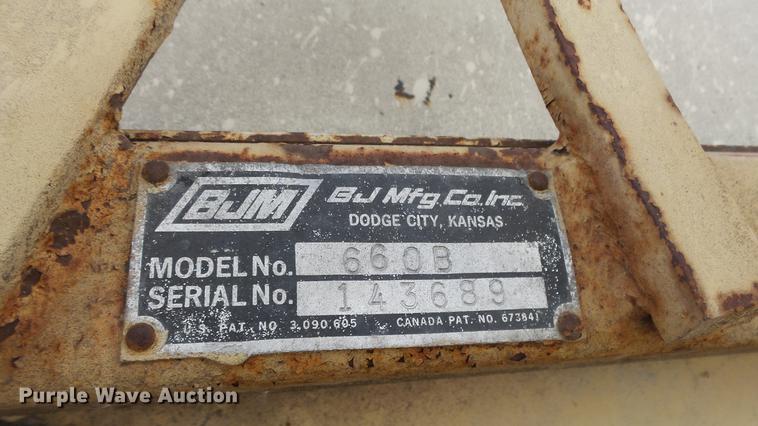 BJM
BJ Mfg. Co. Inc.
DODGE CITY, KANSAS
MODEL No. 660B
SERIAL No. 143689
U.S. PAT. NO. 3.090.605 CANADA PAT. NO. 673841
Purple Wave Auction